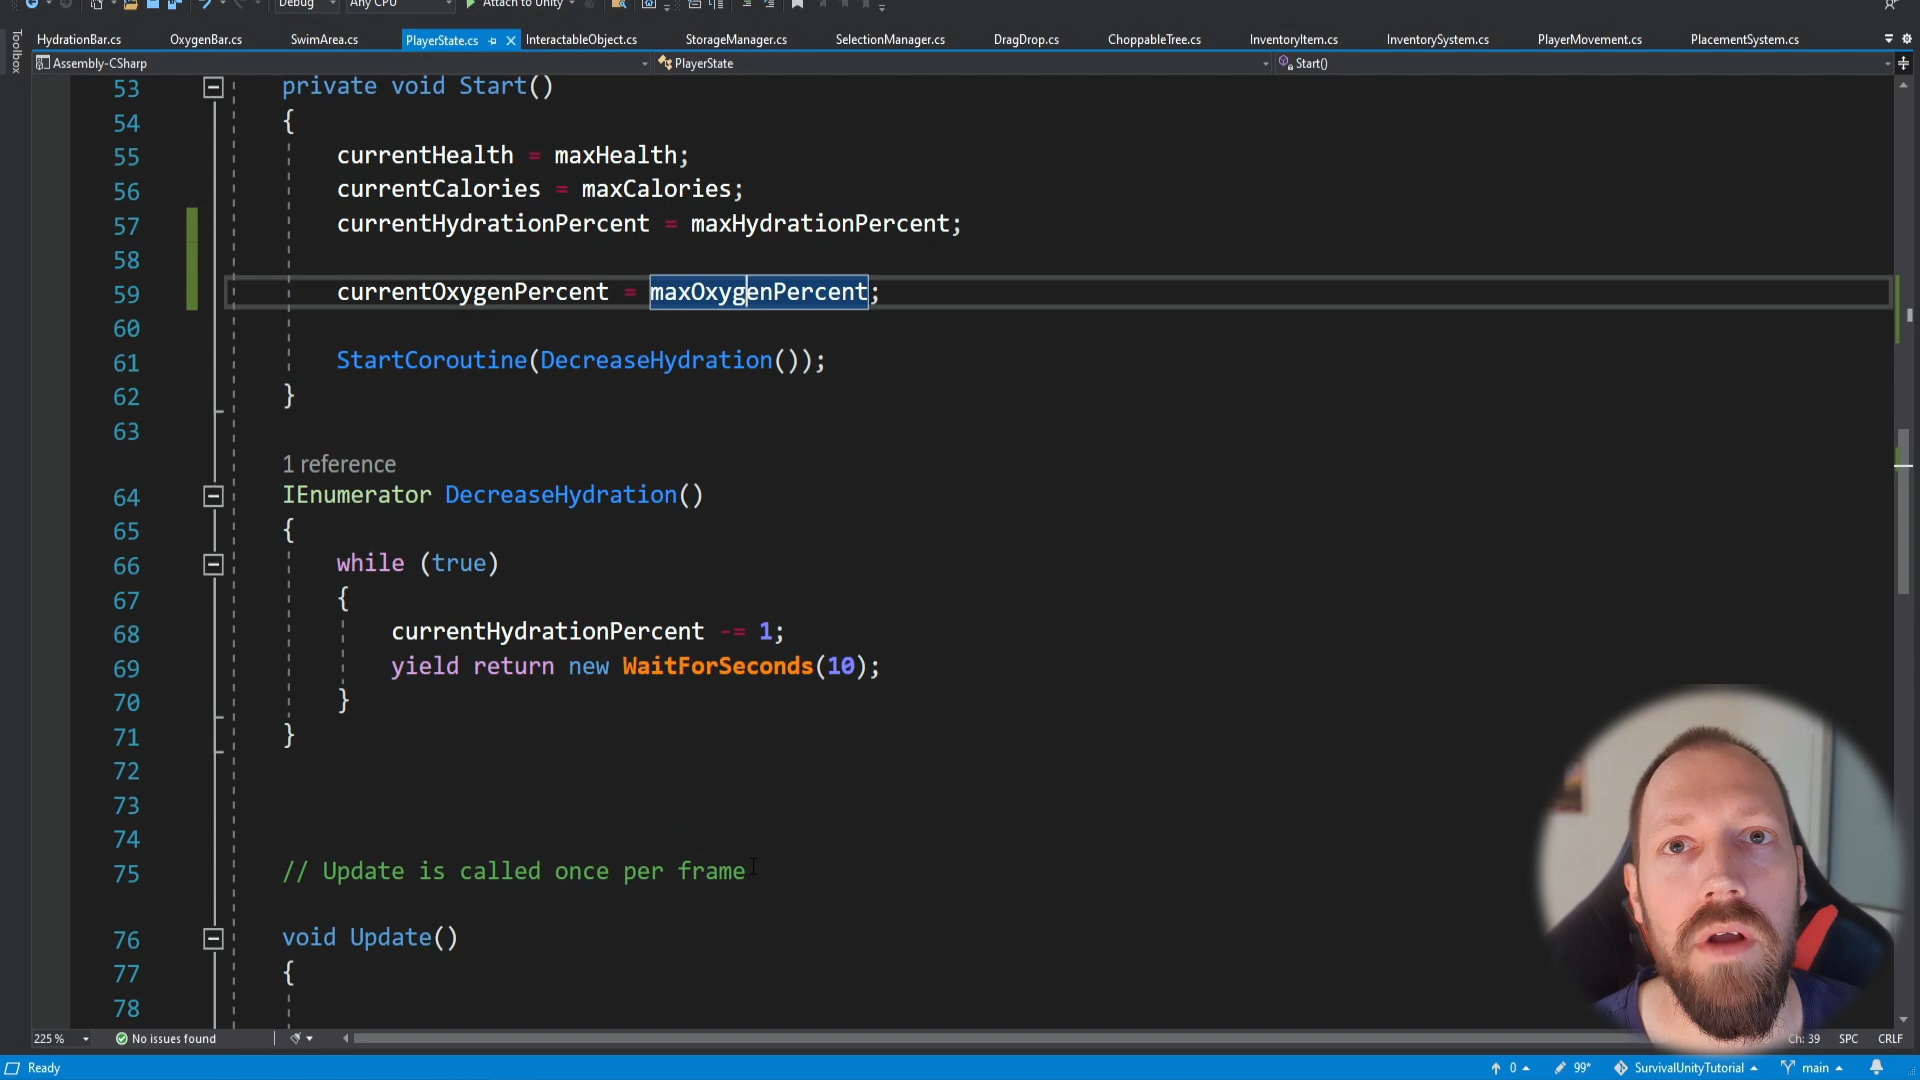 Debug Any CPU Attach to Unity
Toolbox
HydrationBar.cs OxygenBar.cs SwimArea.cs PlayerState.cs InteractableObject.cs StorageManager.cs SelectionManager.cs DragDrop.cs ChoppableTree.cs InventoryItem.cs InventorySystem.cs PlayerMovement.cs PlacementSystem.cs
Assembly-CSharp PlayerState Start()
53 private void Start()
54 {
55 currentHealth = maxHealth;
56 currentCalories = maxCalories;
57 currentHydrationPercent = maxHydrationPercent;
58
59 currentOxygenPercent = maxOxygenPercent;
60
61 StartCoroutine(DecreaseHydration());
62 }
63
1 reference
64 IEnumerator DecreaseHydration()
65 {
66 while (true)
67 {
68 currentHydrationPercent -= 1;
69 yield return new WaitForSeconds(10);
70 }
71 }
72
73
74
75 // Update is called once per frame
76 void Update()
77 {
78
225 % No issues found Ch: 39 SPC CRLF
Ready 0 99* SurvivalUnityTutorial main